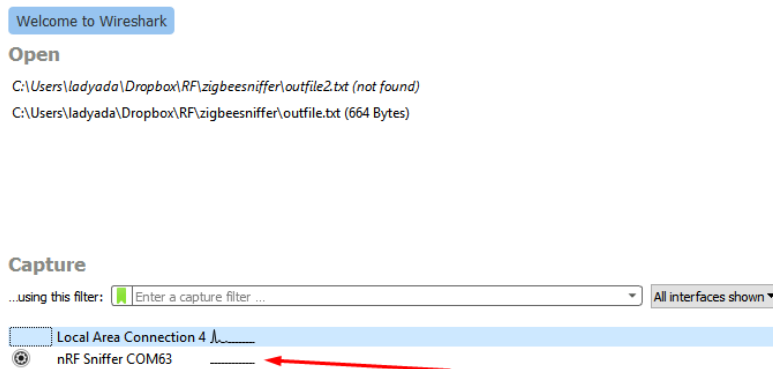 Welcome to Wireshark
Open
C:\Users\ladyada\Dropbox\RF\zigbeesniffer\outfile2.txt (not found)
C:\Users\ladyada\Dropbox\RF\zigbeesniffer\outfile.txt (664 Bytes)
Capture
...using this filter: Enter a capture filter ... All interfaces shown
Local Area Connection 4
nRF Sniffer COM63